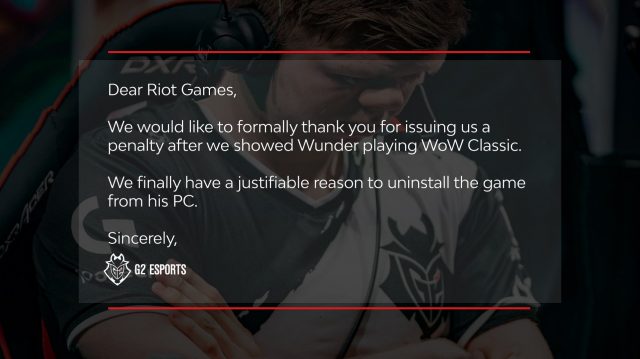 DXR
Dear Riot Games,
We would like to formally thank you for issuing us a
penalty after we showed Wunder playing WoW Classic.
We finally have a justifiable reason to uninstall the game
from his PC.
Sincerely,
G2 ESPORTS